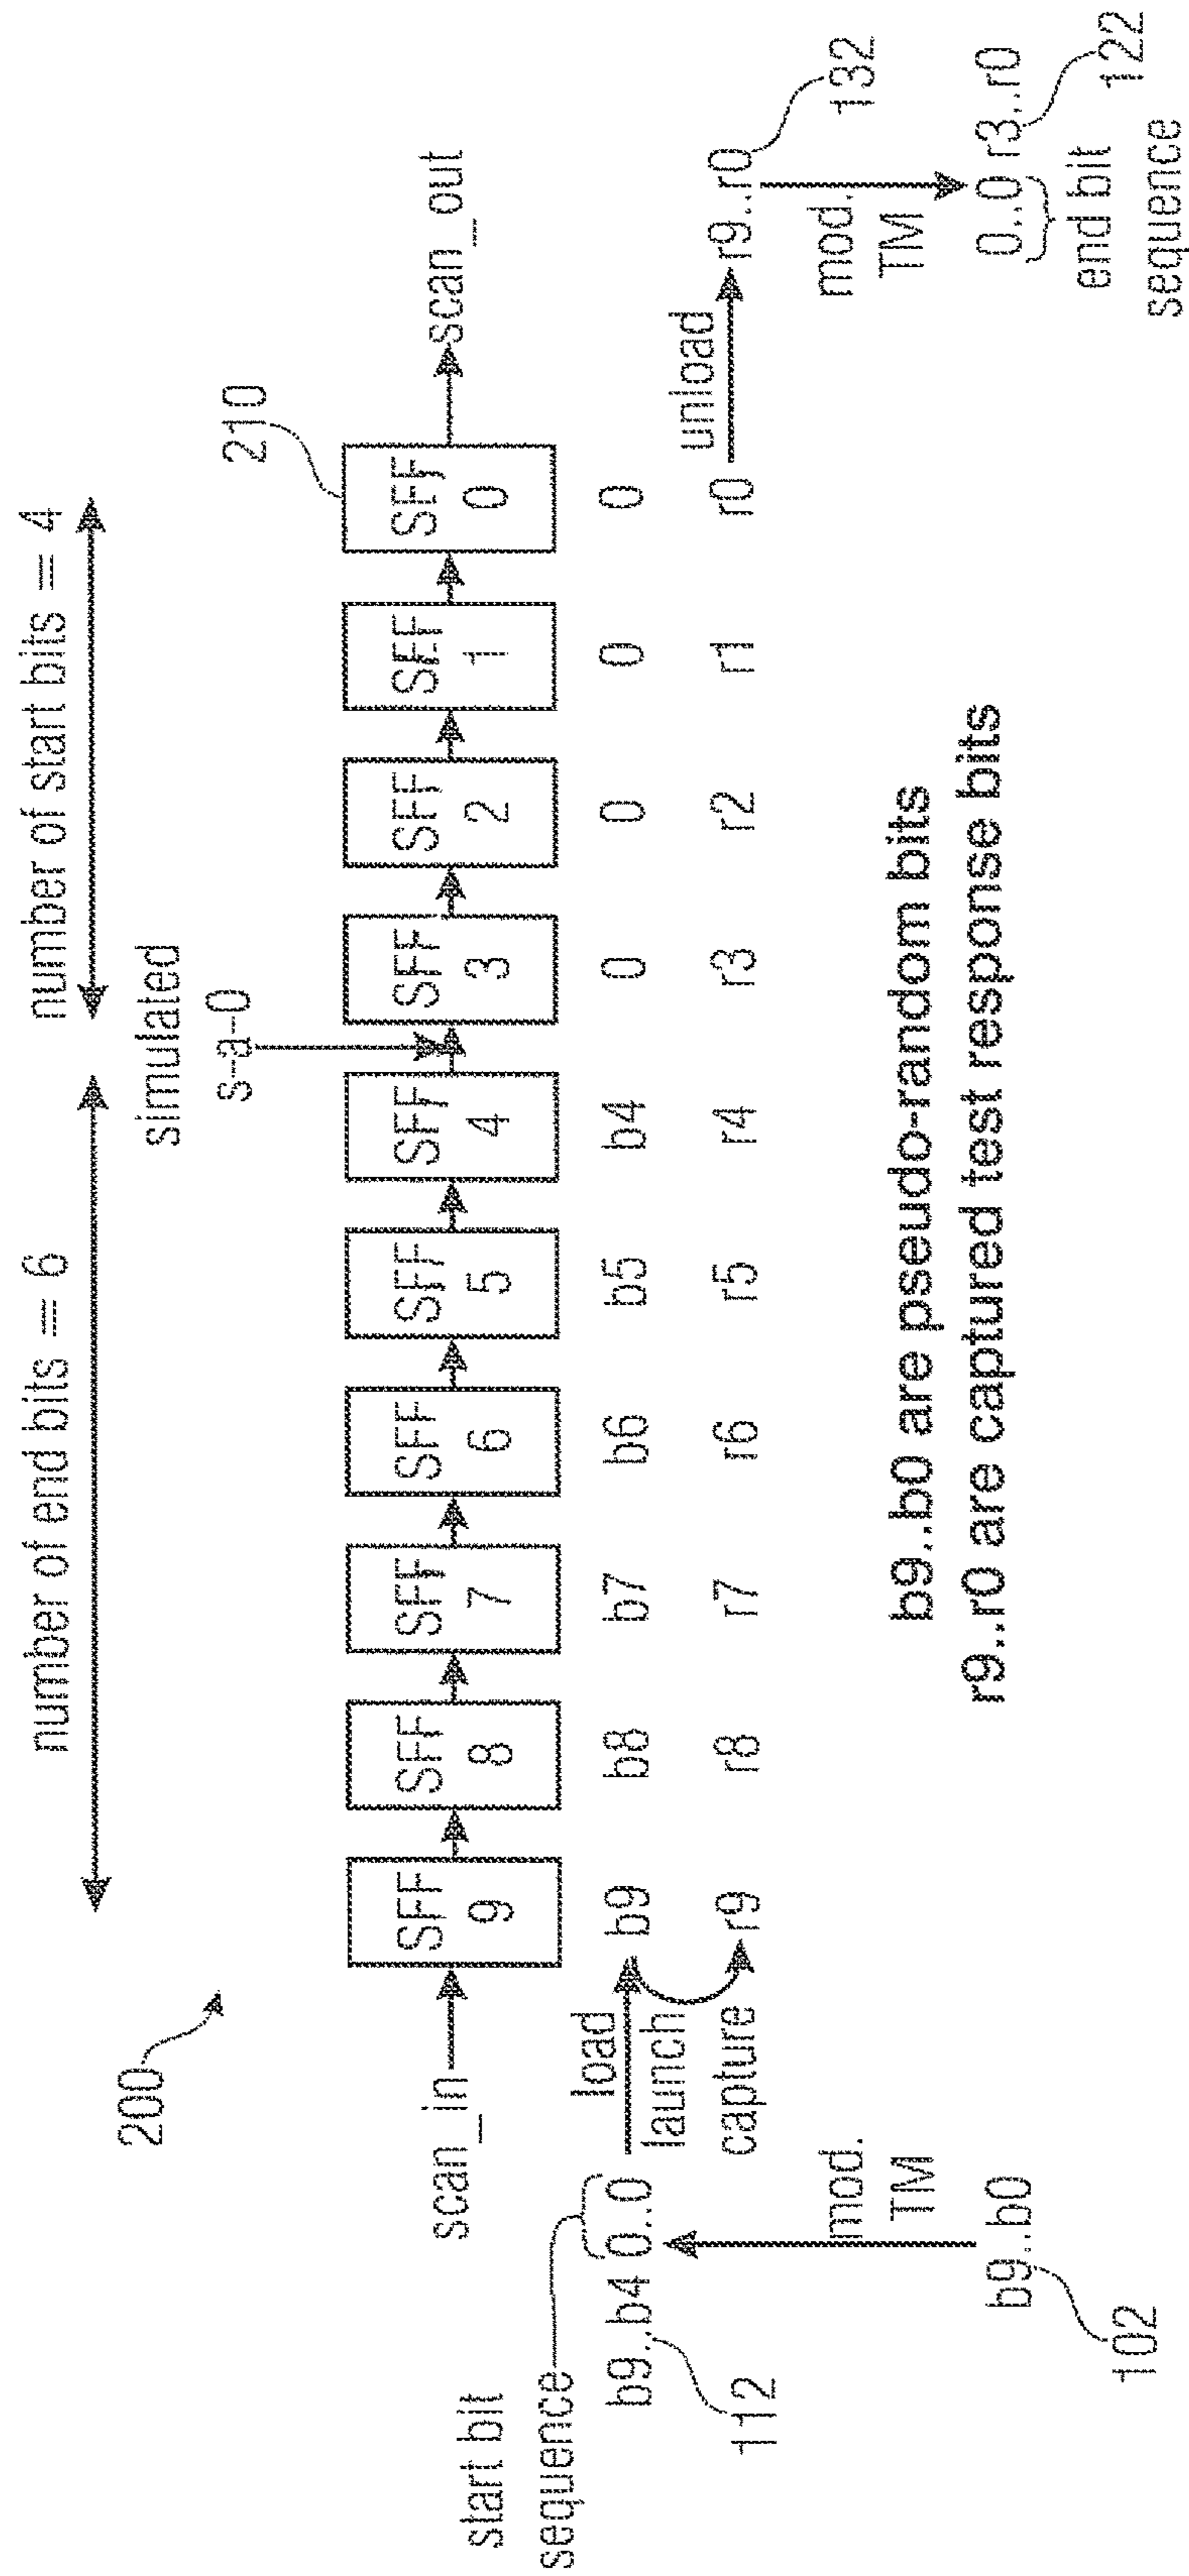 number of end bits = 6
number of start bits = 4
200
simulated
s-a-0
210
scan_in
SFF 9
SFF 8
SFF 7
SFF 6
SFF 5
SFF 4
SFF 3
SFF 2
SFF 1
SFF 0
scan_out
start bit
sequence
b9..b4 0..0
112
load
launch
capture
b9 b8 b7 b6 b5 b4 0 0 0 0
r9 r8 r7 r6 r5 r4 r3 r2 r1 r0
unload
r9..r0
132
mod.
TM
b9..b0
102
mod.
TM
0..0 r3..r0
122
end bit
sequence
b9..b0 are pseudo-random bits
r9..r0 are captured test response bits